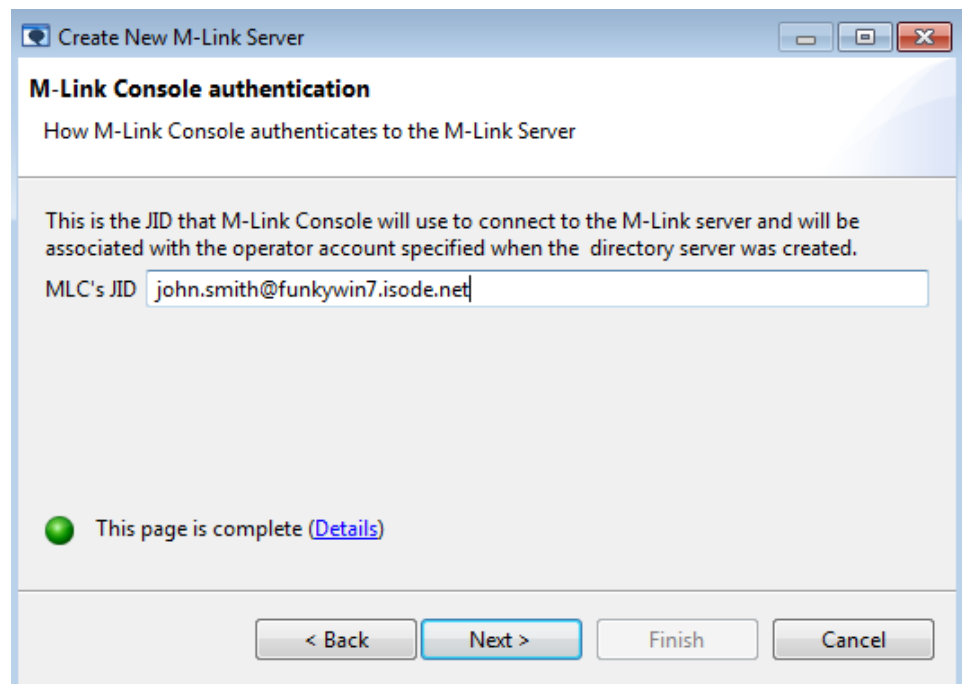 Create New M-Link Server
M-Link Console authentication
How M-Link Console authenticates to the M-Link Server
This is the JID that M-Link Console will use to connect to the M-Link server and will be
associated with the operator account specified when the  directory server was created.
MLC's JID john.smith@funkywin7.isode.net
This page is complete (Details)
< Back Next > Finish Cancel